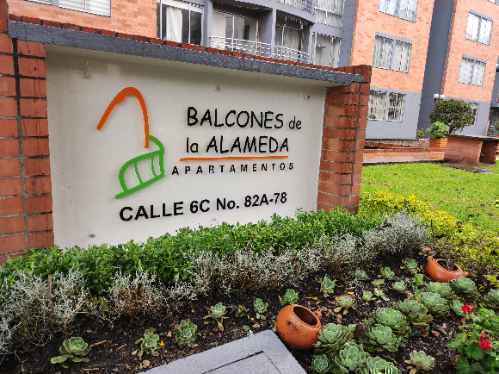 BALCONES de
la ALAMEDA
APARTAMENTOS
CALLE 6C No. 82A-78